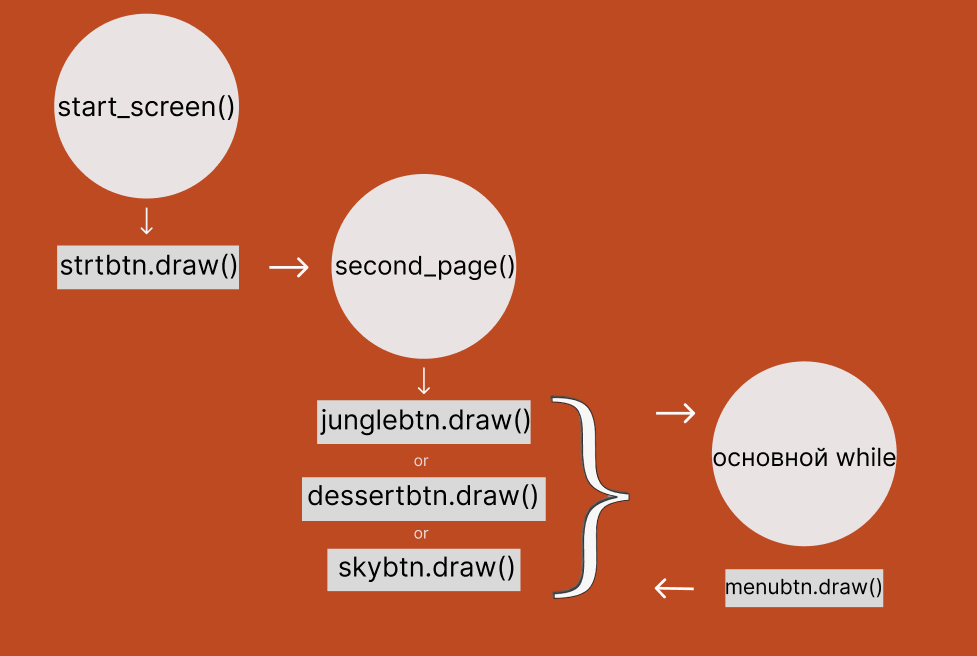 start_screen()
strtbtn.draw()
second_page()
junglebtn.draw()
or
dessertbtn.draw()
or
skybtn.draw()
основной while
menubtn.draw()